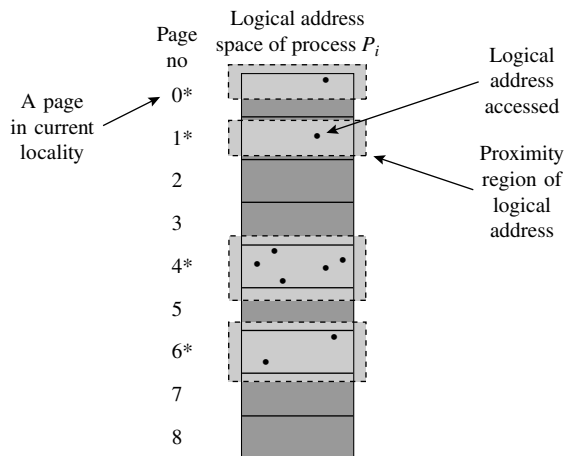 Page
no
Logical address
space of process Pi
0*
1*
2
3
4*
5
6*
7
8
A page
in current
locality
Logical
address
accessed
Proximity
region of
logical
address